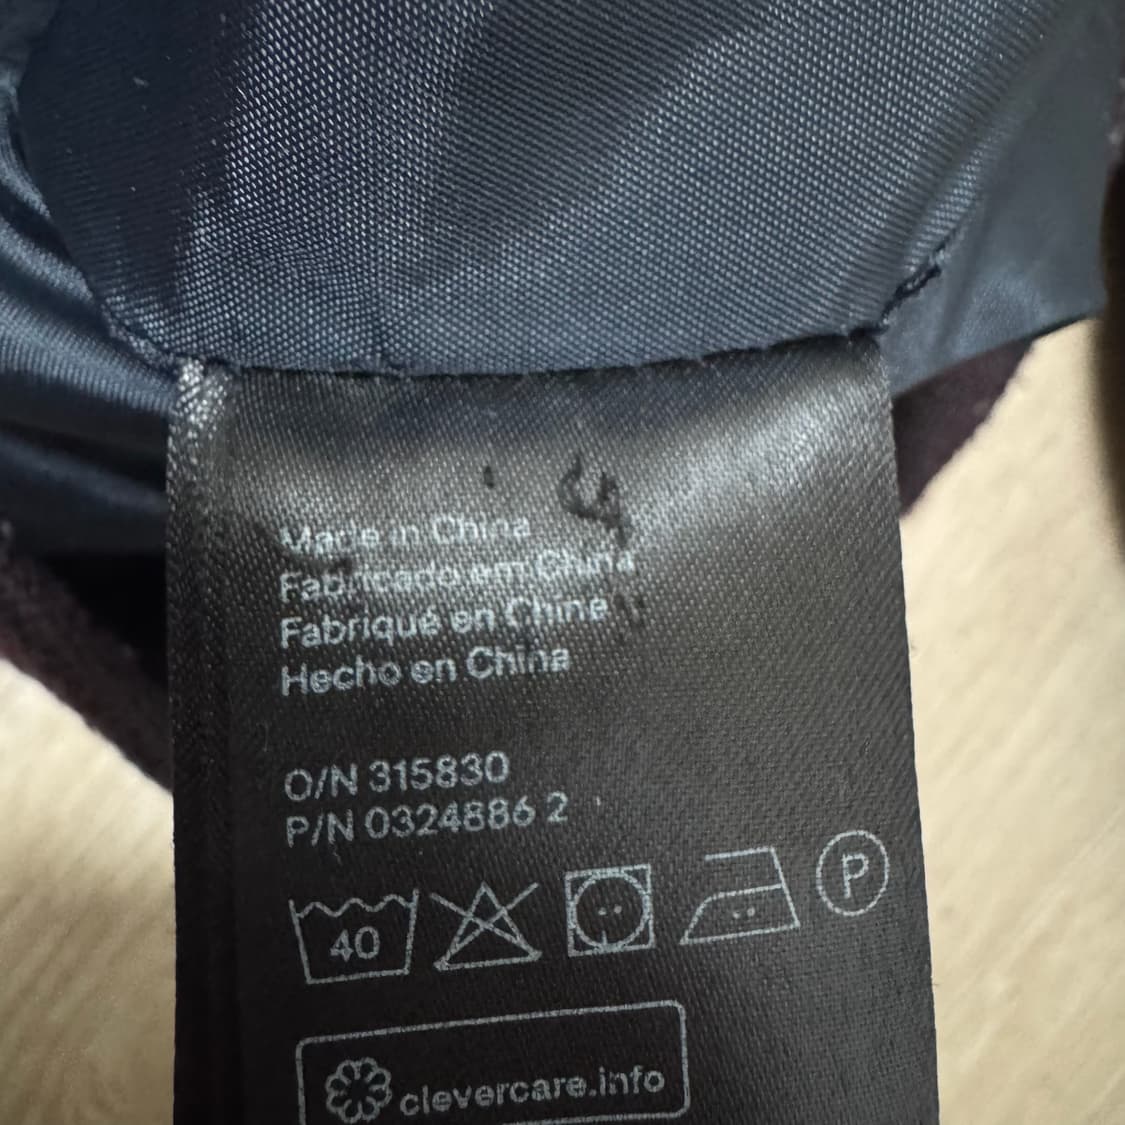 Made in China
Fabricado em China
Fabriqué en Chine
Hecho en China
O/N 315830
P/N 0324886 2
40
P
clevercare.info